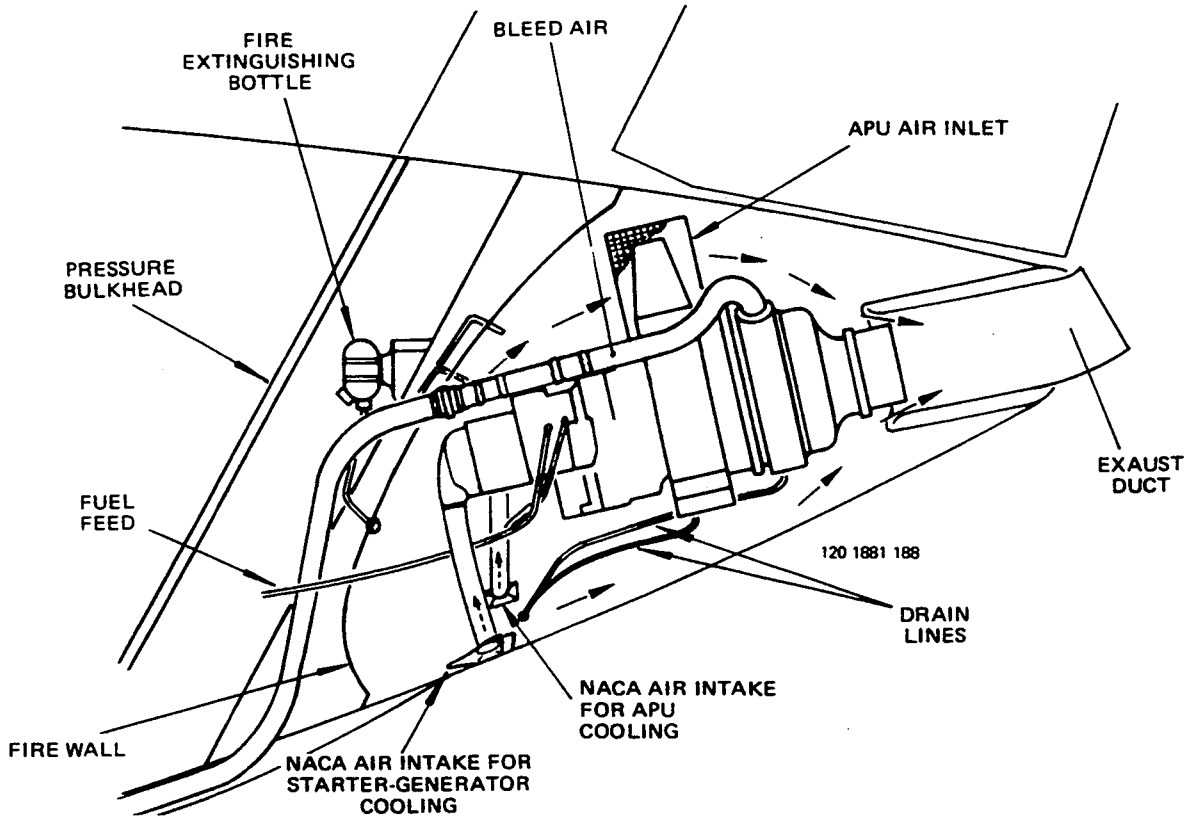 FIRE
EXTINGUISHING
BOTTLE
BLEED AIR
APU AIR INLET
PRESSURE
BULKHEAD
FUEL
FEED
EXAUST
DUCT
120 1881 188
DRAIN
LINES
NACA AIR INTAKE
FOR APU
COOLING
FIRE WALL
NACA AIR INTAKE FOR
STARTER-GENERATOR
COOLING